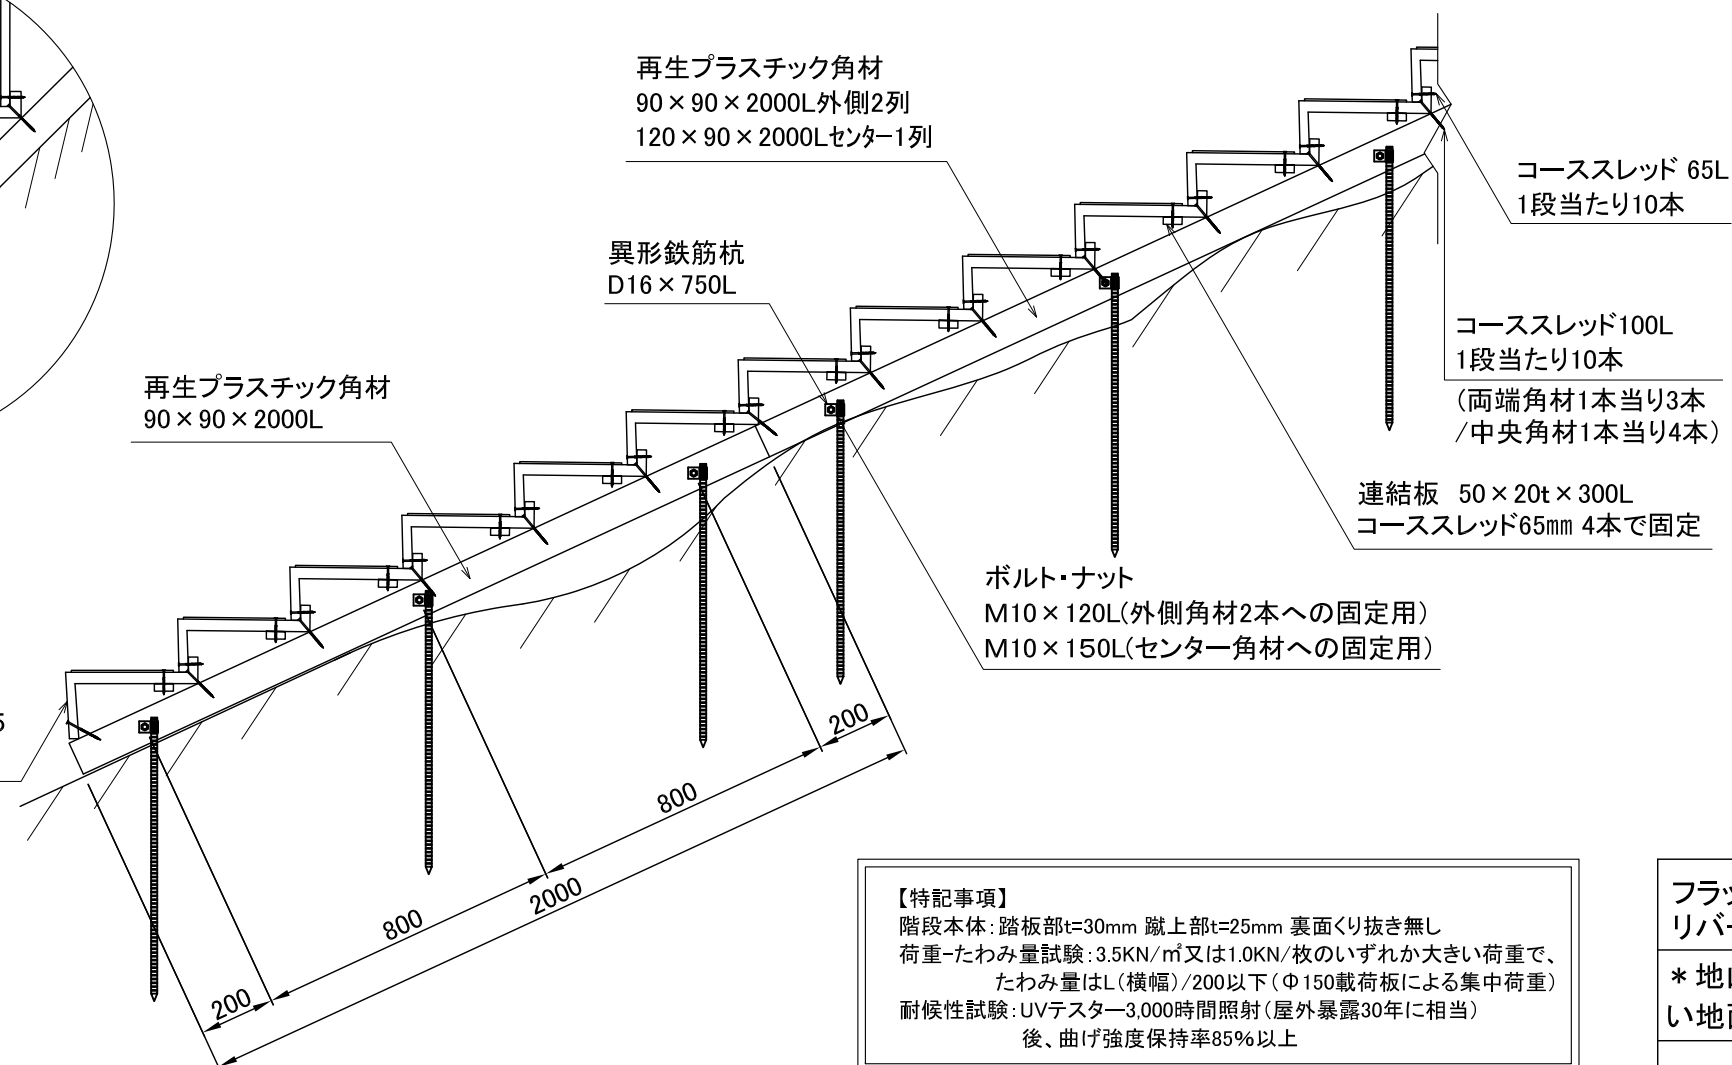 再生プラスチック角材
90×90×2000L外側2列
120×90×2000Lセンター1列
コーススレッド 65L
1段当たり10本
異形鉄筋杭
D16×750L
コーススレッド100L
1段当たり10本
(両端角材1本当り3本
/中央角材1本当り4本)
再生プラスチック角材
90×90×2000L
連結板 50×20t×300L
コーススレッド65mm 4本で固定
ボルト・ナット
M10×120L(外側角材2本への固定用)
M10×150L(センター角材への固定用)
5
200
800
2000
800
200
【特記事項】
階段本体:踏板部t=30mm 蹴上部t=25mm 裏面くり抜き無し
荷重-たわみ量試験:3.5KN/㎡又は1.0KN/枚のいずれか大きい荷重で、
たわみ量はL(横幅)/200以下(Φ150載荷板による集中荷重)
耐候性試験:UVテスター3,000時間照射(屋外暴露30年に相当)
後、曲げ強度保持率85%以上
フラッ
リバー
*地山
い地面